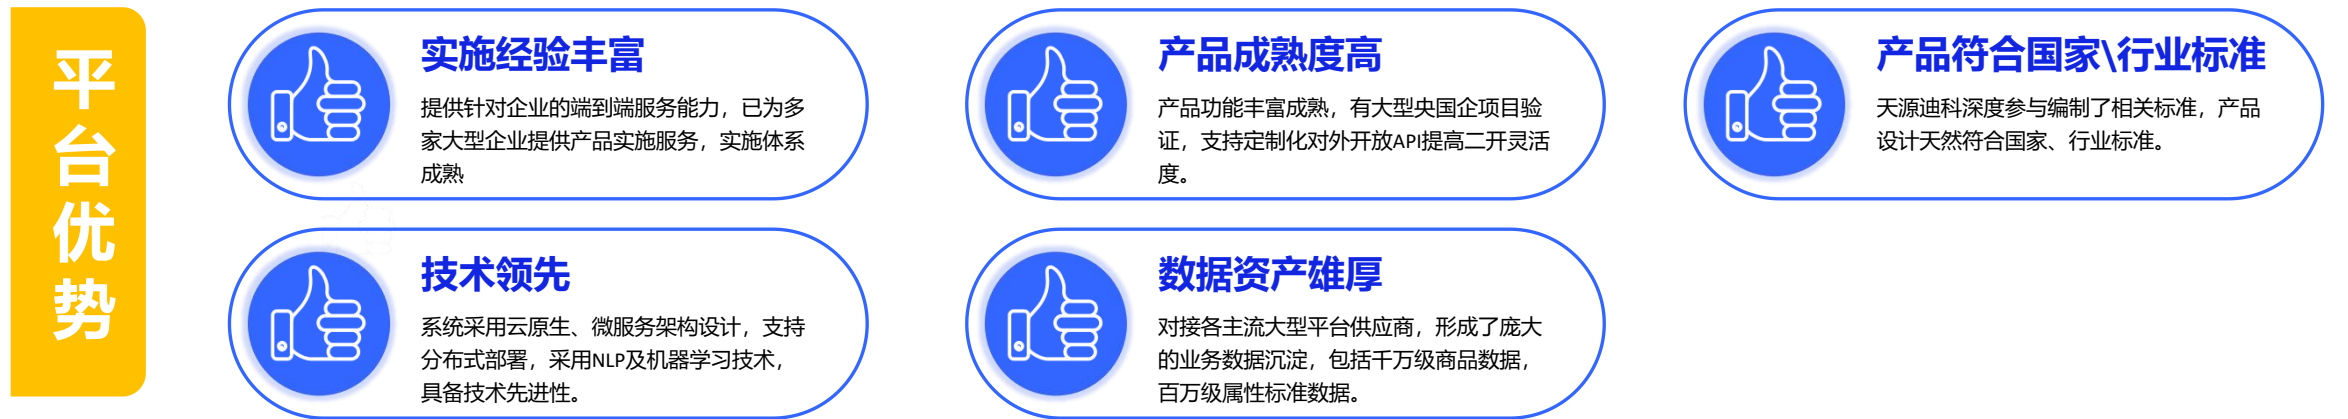 平台优势
实施经验丰富
提供针对企业的端到端服务能力，已为多
家大型企业提供产品实施服务，实施体系
成熟
产品成熟度高
产品功能丰富成熟，有大型央国企项目验
证，支持定制化对外开放API提高二开灵活
度。
产品符合国家\行业标准
天源迪科深度参与编制了相关标准，产品
设计天然符合国家、行业标准。
技术领先
系统采用云原生、微服务架构设计，支持
分布式部署，采用NLP及机器学习技术，
具备技术先进性。
数据资产雄厚
对接各主流大型平台供应商，形成了庞大
的业务数据沉淀，包括千万级商品数据，
百万级属性标准数据。